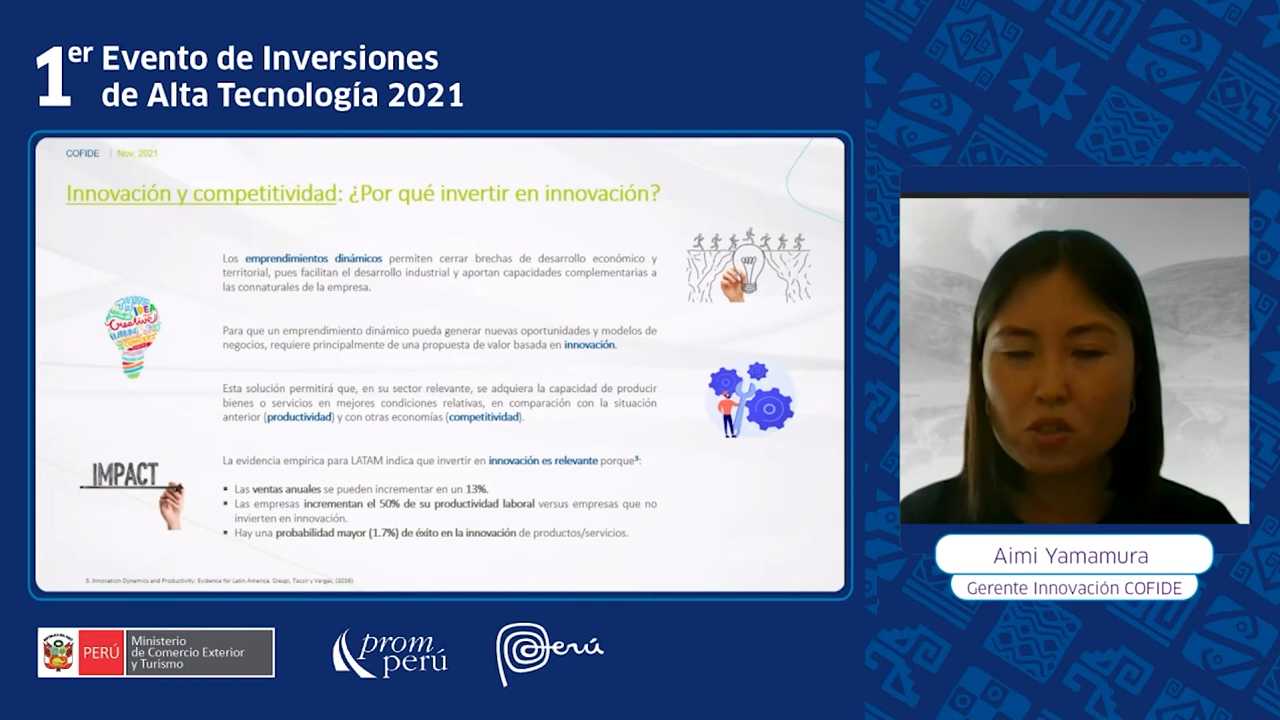 1er Evento de Inversiones
de Alta Tecnología 2021
COFIDE | Nov. 2021
Innovación y competitividad: ¿Por qué invertir en innovación?
Los emprendimientos dinámicos permiten cerrar brechas de desarrollo económico y
territorial, pues facilitan el desarrollo industrial y aportan capacidades complementarias a
las connaturales de la empresa.
IDEA
Creative
Para que un emprendimiento dinámico pueda generar nuevas oportunidades y modelos de
negocios, requiere principalmente de una propuesta de valor basada en innovación.
Esta solución permitirá que, en su sector relevante, se adquiera la capacidad de producir
bienes o servicios en mejores condiciones relativas, en comparación con la situación
anterior (productividad) y con otras economías (competitividad).
IMPACT
La evidencia empírica para LATAM indica que invertir en innovación es relevante porque³:
▪ Las ventas anuales se pueden incrementar en un 13%.
▪ Las empresas incrementan el 50% de su productividad laboral versus empresas que no
invierten en innovación.
▪ Hay una probabilidad mayor (1.7%) de éxito en la innovación de productos/servicios.
3. Innovation Dynamics and Productivity: Evidence for Latin America. Crespi, Tacsir y Vargas, (2016).
Aimi Yamamura
Gerente Innovación COFIDE
PERÚ
Ministerio
de Comercio Exterior
y Turismo
prom
perú
Perú